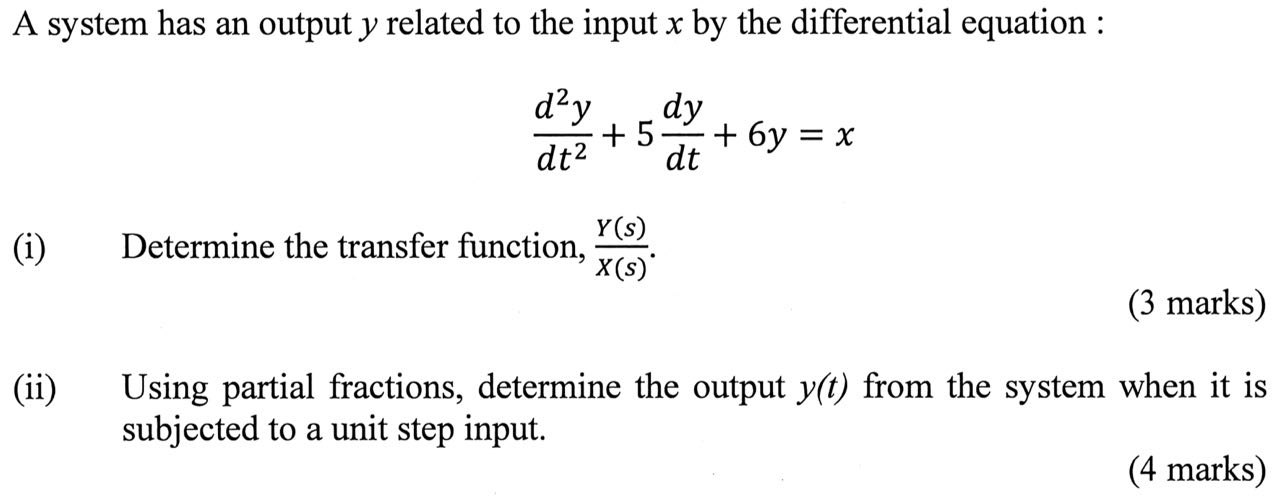 A system has an output y related to the input x by the differential equation :
d²y/dt² + 5 dy/dt + 6y = x
(i) Determine the transfer function, Y(s)/X(s).
(3 marks)
(ii) Using partial fractions, determine the output y(t) from the system when it is
subjected to a unit step input.
(4 marks)